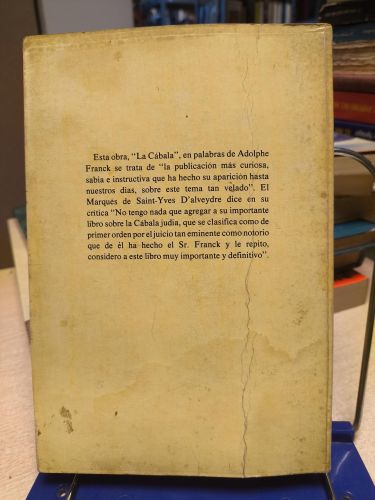 Esta obra, "La Cábala", en palabras de Adolphe
Franck se trata de "la publicación más curiosa,
sabia e instructiva que ha hecho su aparición hasta
nuestros dias, sobre este tema tan velado". El
Marqués de Saint-Yves D'alveydre dice en su
critica "No tengo nada que agregar a su importante
libro sobre la Cábala judia, que se clasifica como de
primer orden por el juicio tan eminente como notorio
que de él ha hecho el Sr. Franck y le repito,
considero a este libro muy importante y definitivo".